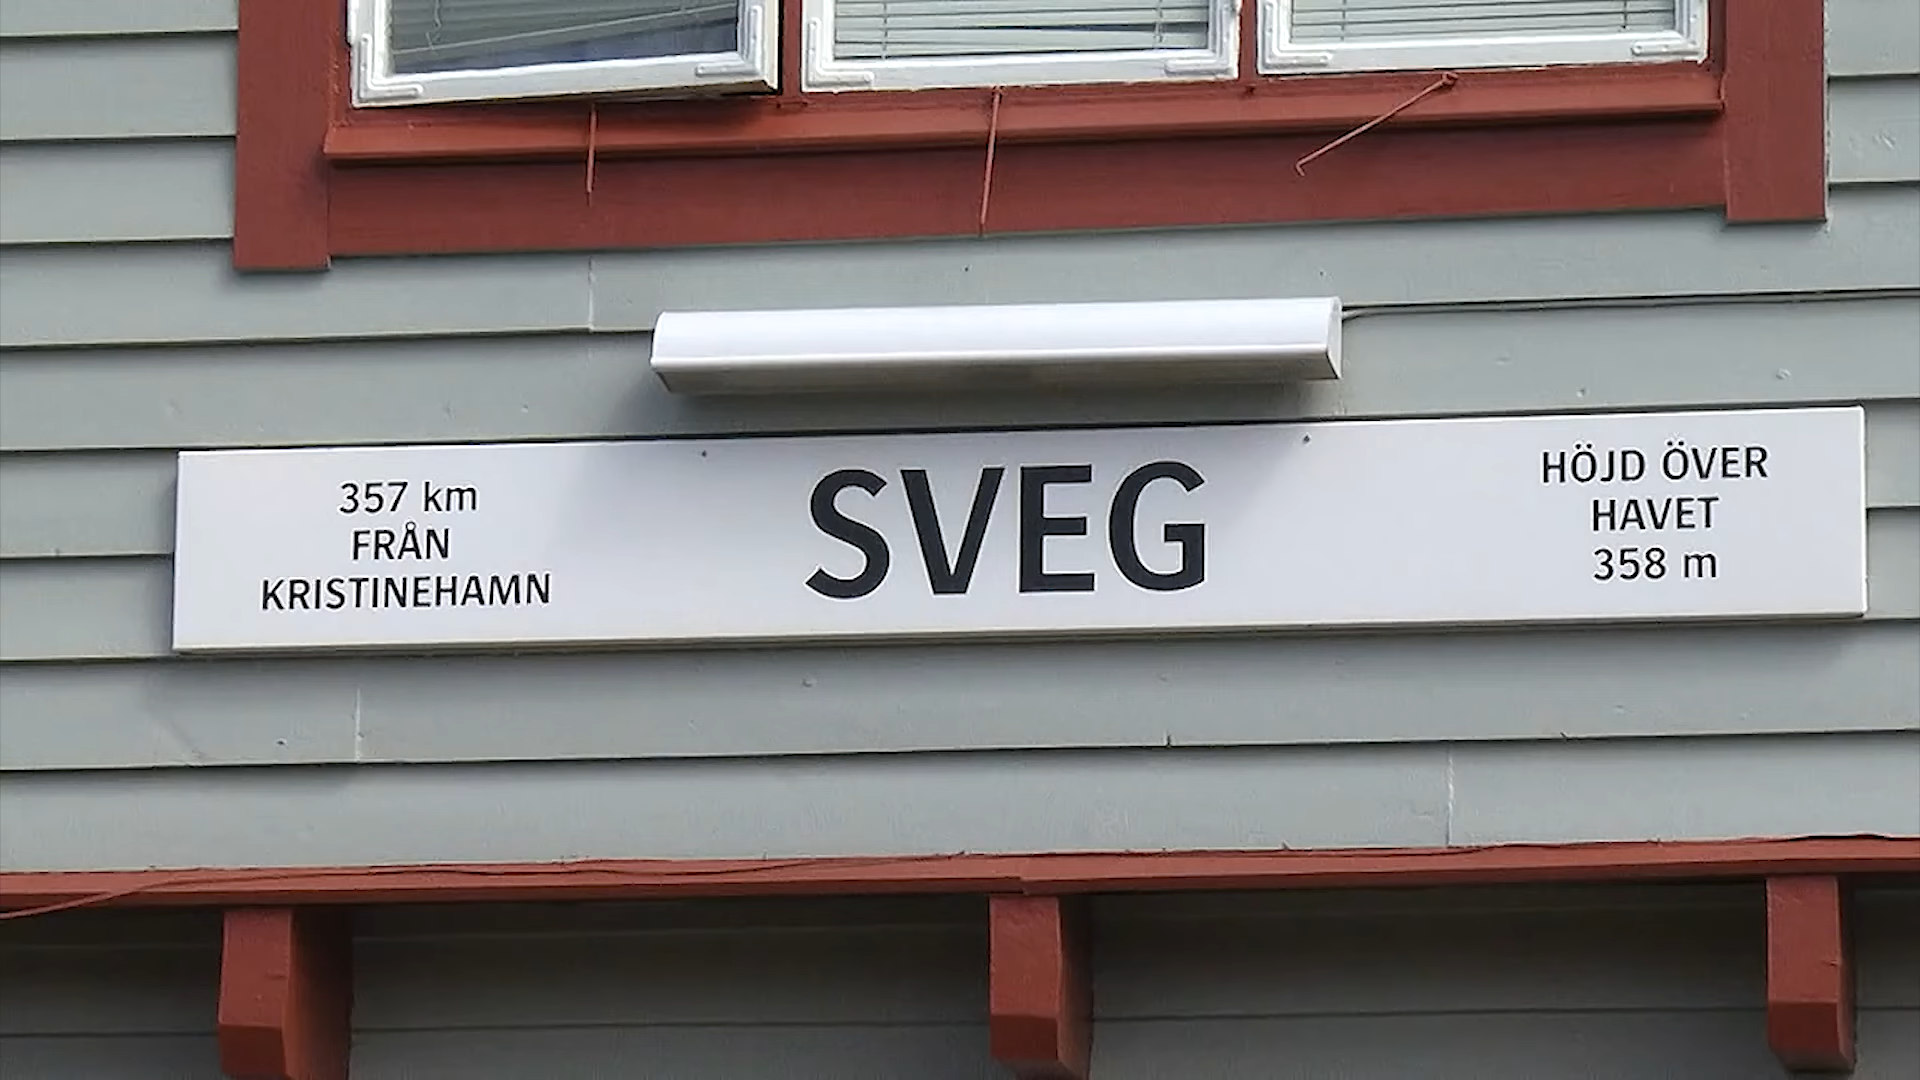 357 km
FRÅN
KRISTINEHAMN
SVEG
HÖJD ÖVER
HAVET
358 m